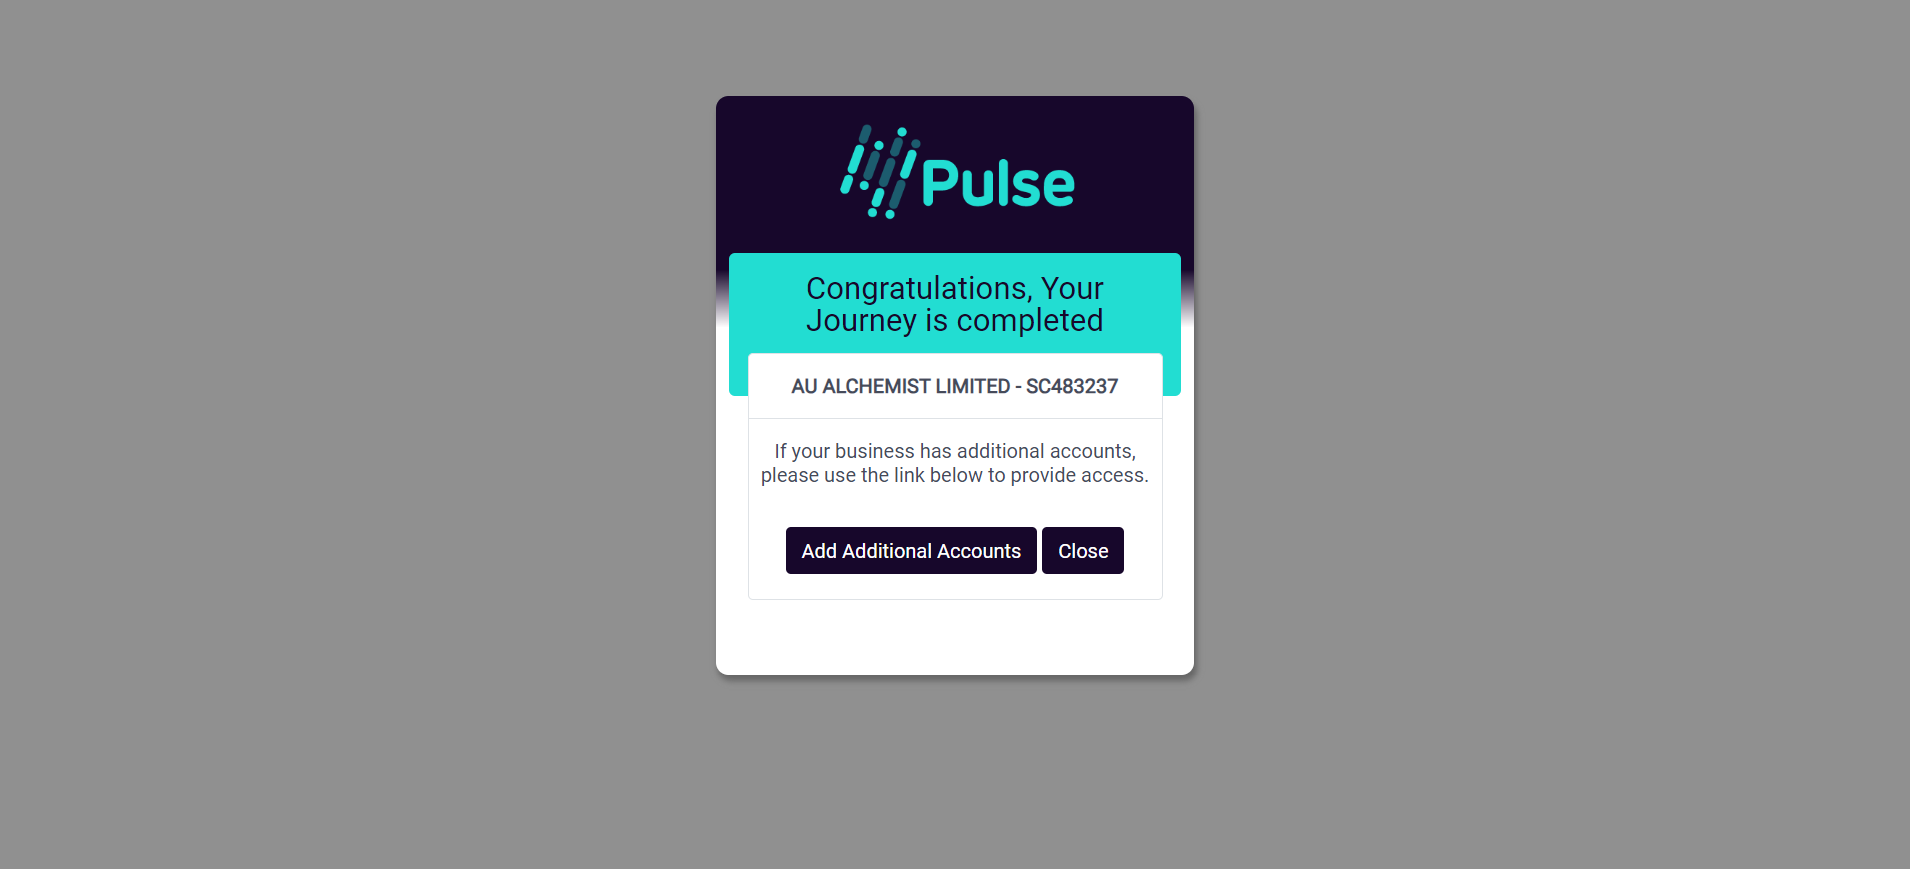 Pulse
Congratulations, Your
Journey is completed
AU ALCHEMIST LIMITED - SC483237
If your business has additional accounts,
please use the link below to provide access.
Add Additional Accounts
Close